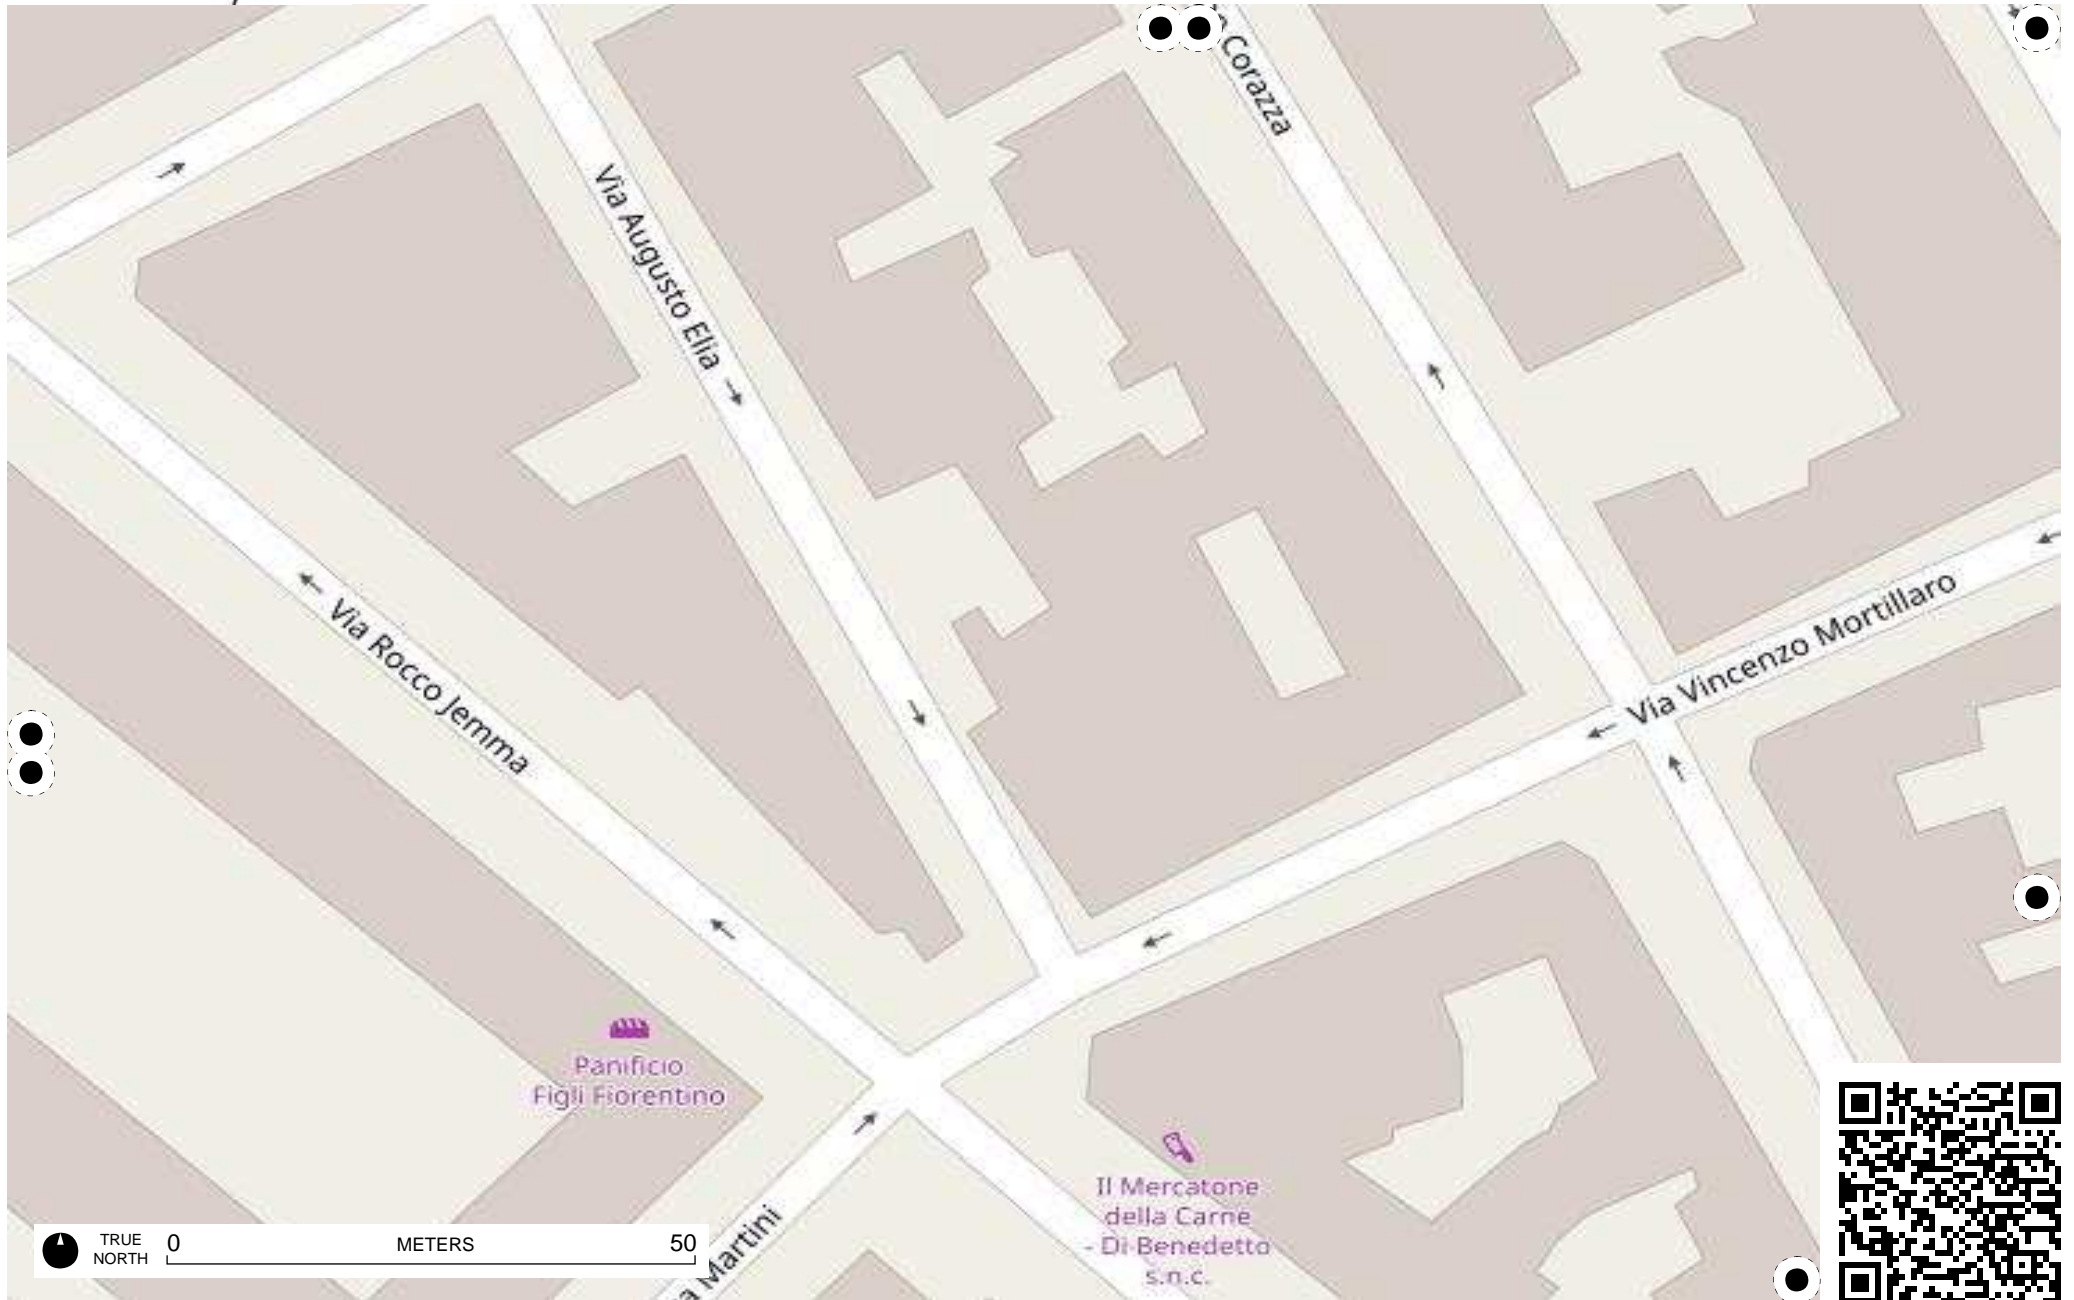 Corazza
Via Augusto Elia
Via Vincenzo Mortillaro
Via Rocco Jemma
Panificio
Figli Fiorentino
Il Mercatone
della Carne
- Di Benedetto
s.n.c.
Martini
TRUE
NORTH
0 METERS 50